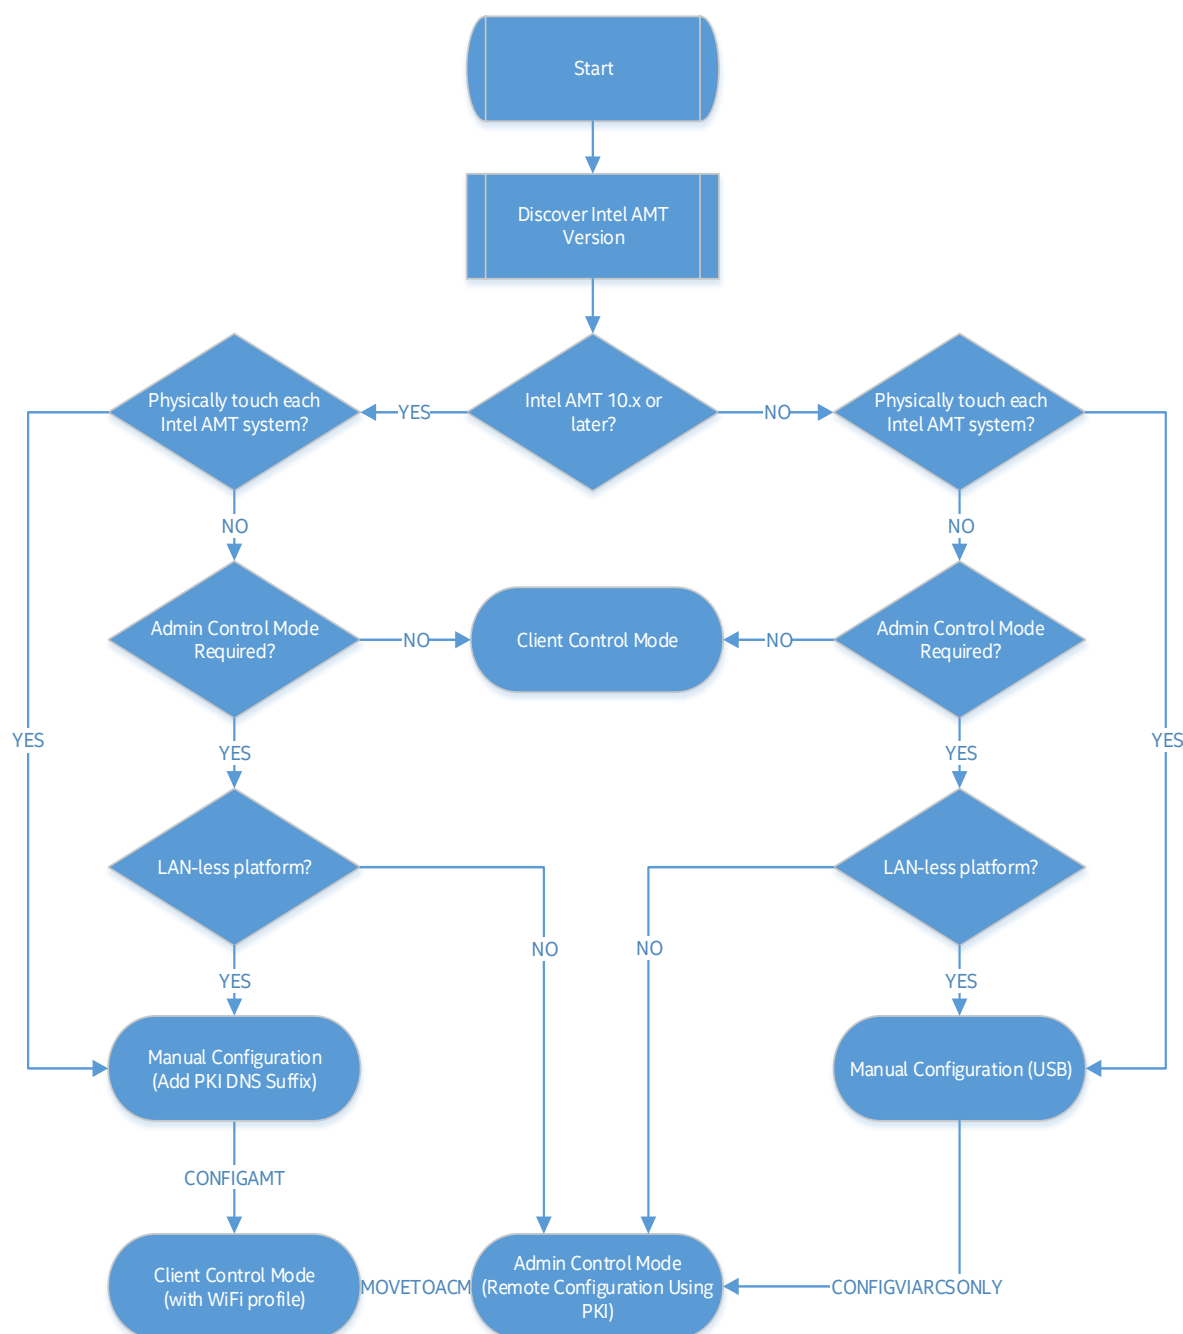 Start
Discover Intel AMT
Version
Physically touch each
Intel AMT system?
YES
Intel AMT 10.x or
later?
NO
Physically touch each
Intel AMT system?
NO
NO
Admin Control Mode
Required?
NO
Client Control Mode
NO
Admin Control Mode
Required?
YES
YES
YES
YES
LAN-less platform?
LAN-less platform?
NO
NO
YES
YES
Manual Configuration
(Add PKI DNS Suffix)
Manual Configuration (USB)
CONFIGAMT
Client Control Mode
(with WiFi profile)
MOVETOACM
Admin Control Mode
(Remote Configuration Using
PKI)
CONFIGVIARCSONLY